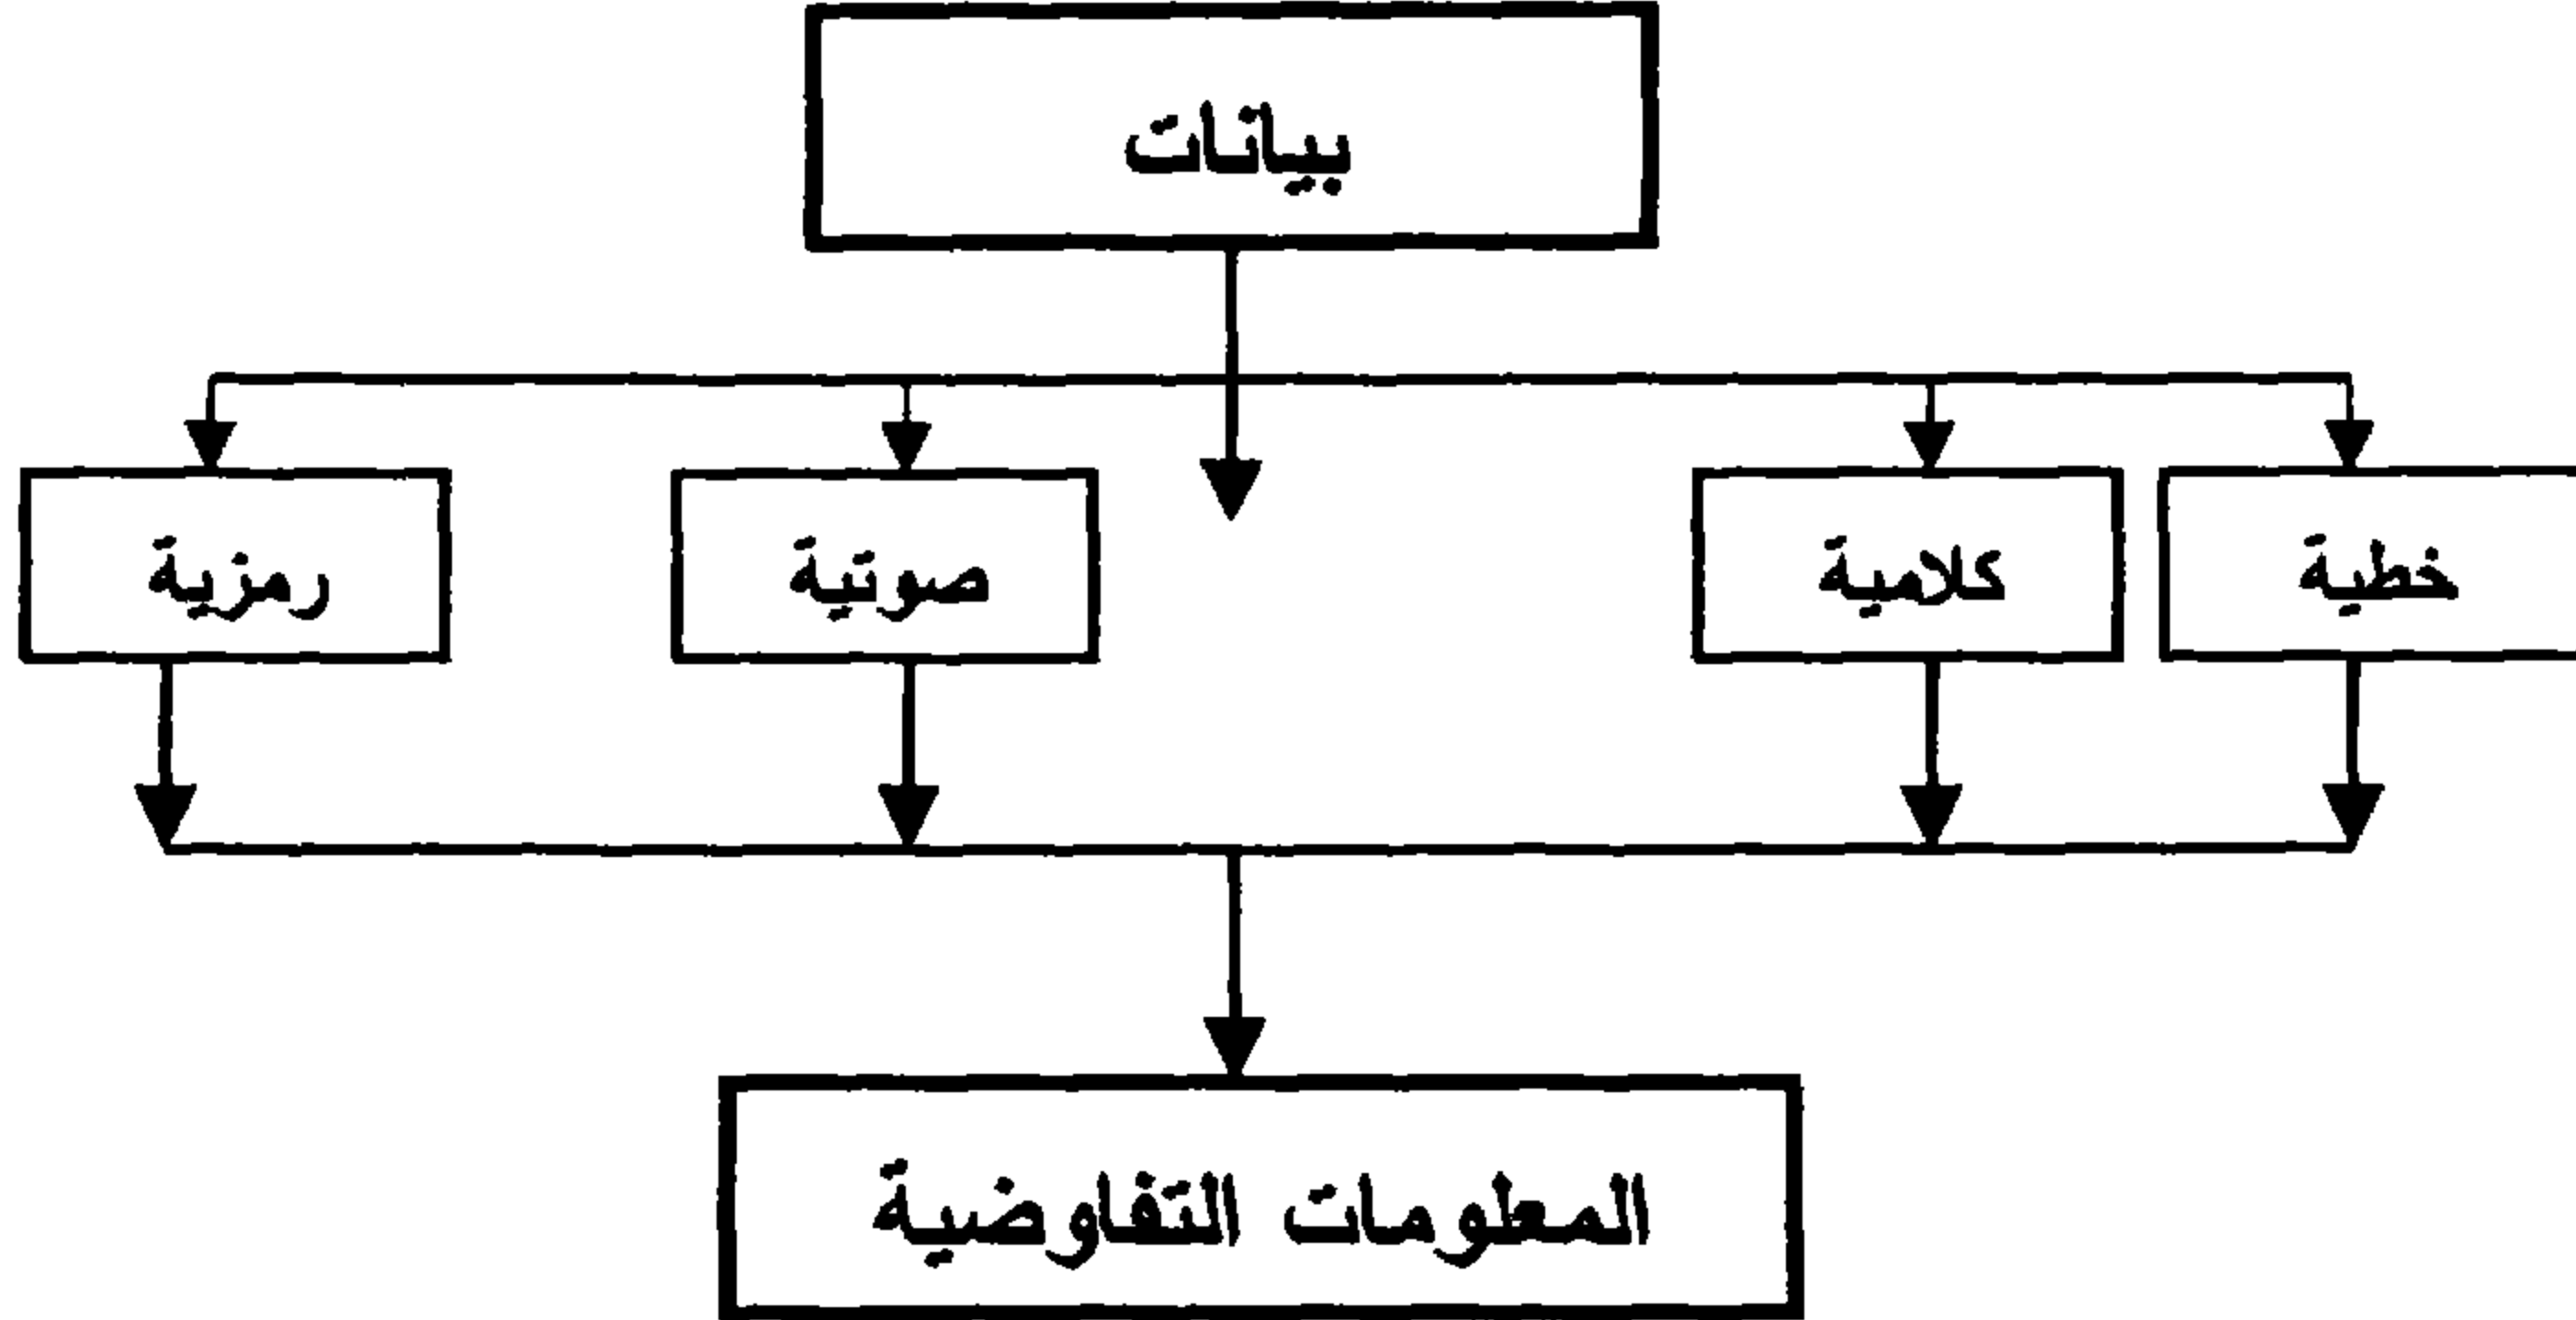 بيانات
خطية
كلامية
صوتية
رمزية
المعلومات التفاوضية